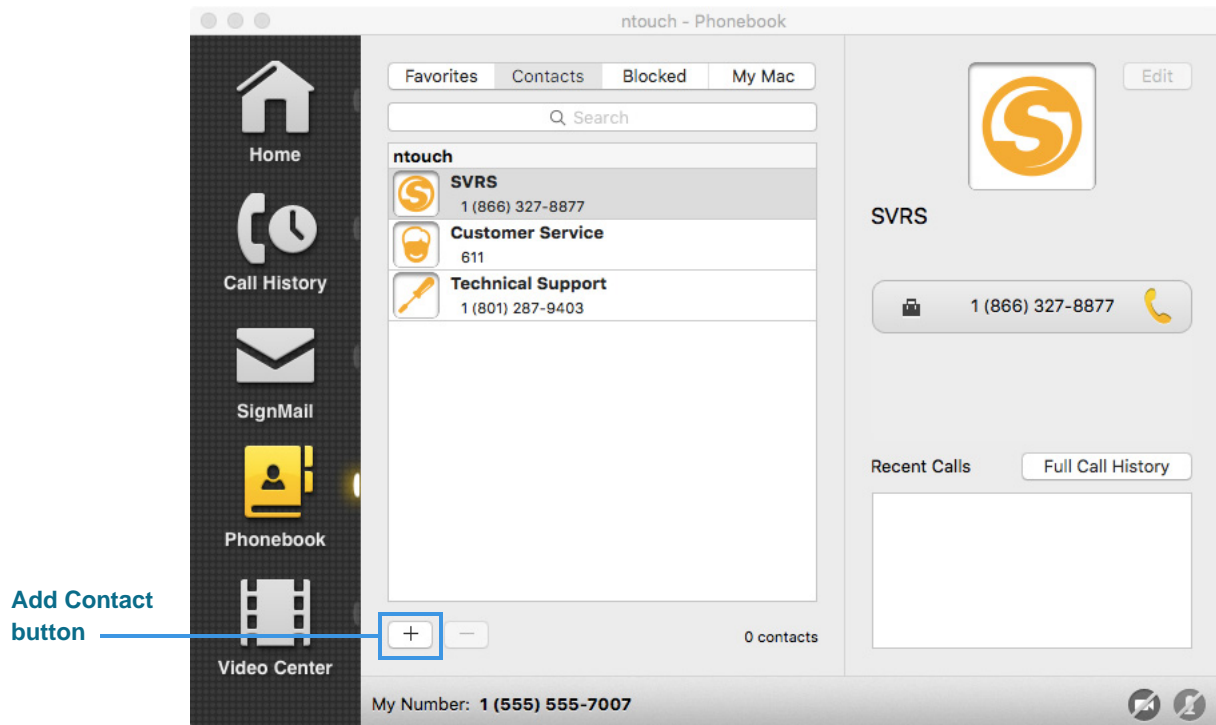 ntouch - Phonebook
Favorites Contacts Blocked My Mac
Edit
Search
Home
ntouch
SVRS
1 (866) 327-8877
Customer Service
611
Technical Support
1 (801) 287-9403
SVRS
1 (866) 327-8877
Call History
SignMail
Phonebook
Video Center
Recent Calls
Full Call History
Add Contact
button
0 contacts
My Number: 1 (555) 555-7007